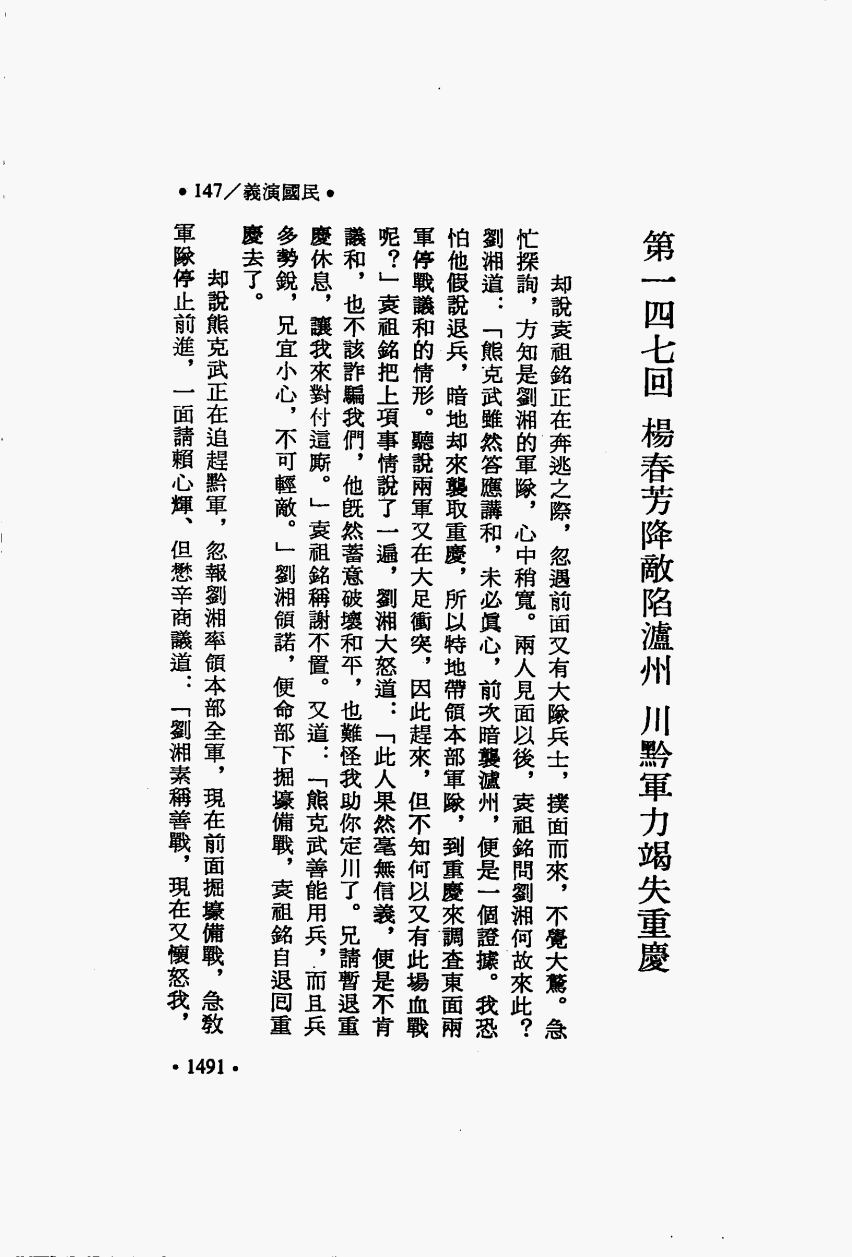 •民國演義／147•
第一四七回　楊春芳降敵陷瀘州　川黔軍力竭失重慶
却說袁祖銘正在奔逃之際，忽遇前面又有大隊兵士，撲面而來，不覺大驚。急
忙探詢，方知是劉湘的軍隊，心中稍寬。兩人見面以後，袁祖銘問劉湘何故來此？
劉湘道：「熊克武雖然答應講和，未必眞心，前次暗襲瀘州，便是一個證據。我恐
怕他假說退兵，暗地却來襲取重慶，所以特地帶領本部軍隊，到重慶來調查東面兩
軍停戰議和的情形。聽說兩軍又在大足衝突，因此趕來，但不知何以又有此場血戰
呢？」袁祖銘把上項事情說了一遍，劉湘大怒道：「此人果然毫無信義，便是不肯
議和，也不該詐騙我們，他旣然蓄意破壞和平，也難怪我助你定川了。兄請暫退重
慶休息，讓我來對付這厮。」袁祖銘稱謝不置。又道：「熊克武善能用兵，而且兵
多勢銳，兄宜小心，不可輕敵。」劉湘領諾，便命部下掘壕備戰，袁祖銘自退囘重
慶去了。
却說熊克武正在追趕黔軍，忽報劉湘率領本部全軍，現在前面掘壕備戰，急敎
軍隊停止前進，一面請賴心輝、但懋辛商議道：「劉湘素稱善戰，現在又懷怒我，
•1491•